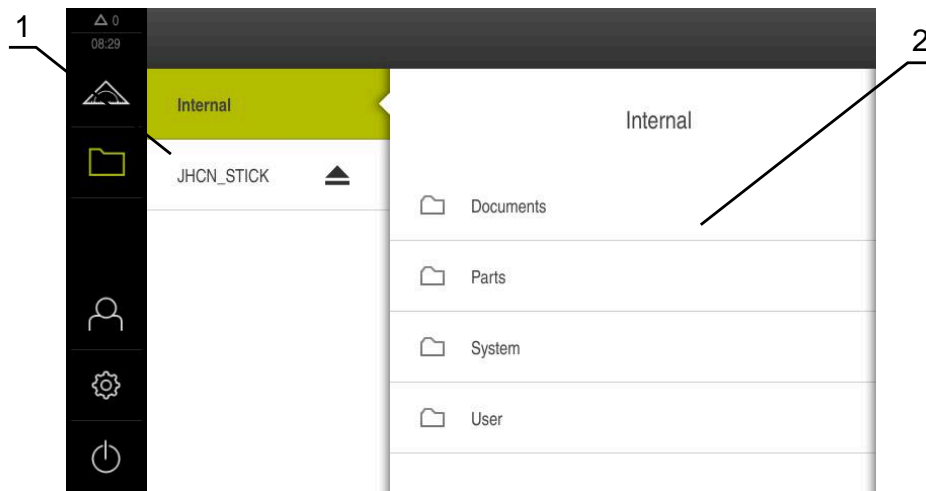 1
0
08:29
2
Internal
Internal
JHCN_STICK
Documents
Parts
System
User